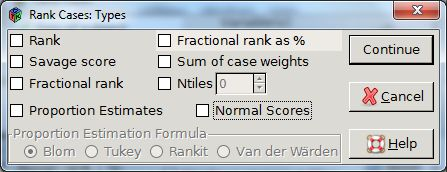 Rank Cases: Types
Rank
Fractional rank as %
Continue
Savage score
Sum of case weights
Fractional rank
Ntiles 0
Cancel
Proportion Estimates
Normal Scores
Proportion Estimation Formula
Blom Tukey Rankit Van der Wärden
Help